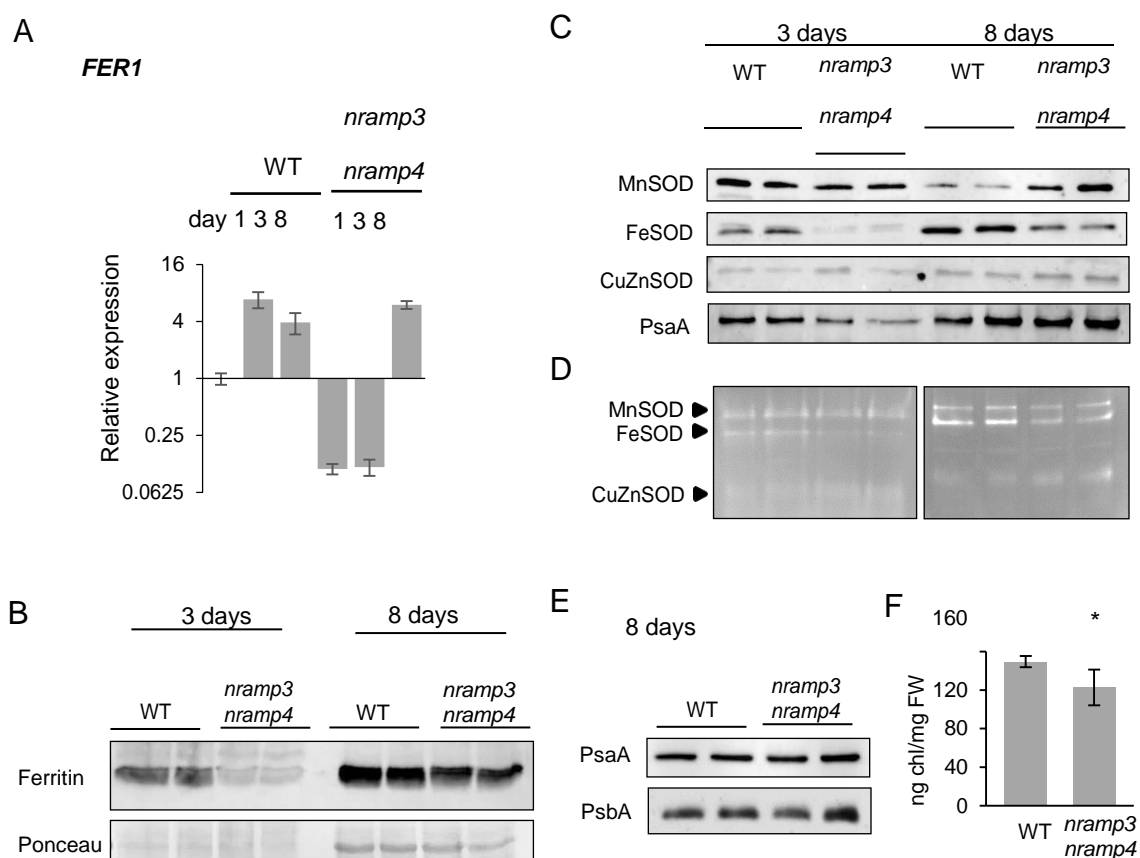 A
FER1
nramp3
WT nramp4
day 1 3 8 1 3 8
Relative expression
16
4
1
0.25
0.0625
B
3 days 8 days
WT nramp3 nramp4 WT nramp3 nramp4
Ferritin
Ponceau
C
3 days 8 days
WT nramp3 WT nramp3
nramp4 nramp4
MnSOD
FeSOD
CuZnSOD
PsaA
D
MnSOD
FeSOD
CuZnSOD
E
8 days
WT nramp3 nramp4
PsaA
PsbA
F
160
*
120
80
40
0
ng chl/mg FW
WT nramp3
nramp4